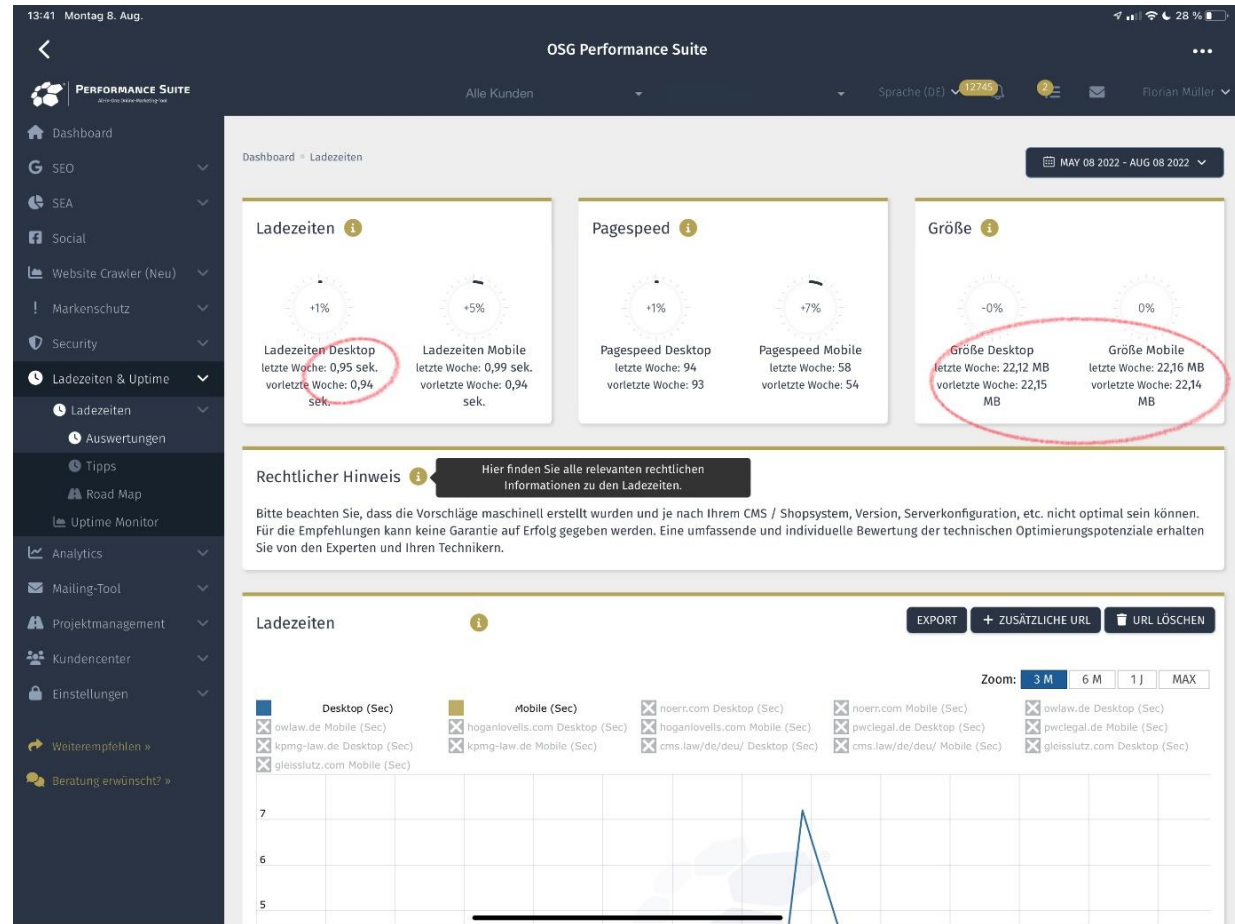 13:41 Montag 8. Aug.
28 %
OSG Performance Suite
PERFORMANCE SUITE
All-in-One Online-Marketing-Tool
Alle Kunden
Sprache (DE)
12745
2
Florian Müller
Dashboard
SEO
SEA
Social
Website Crawler (Neu)
Markenschutz
Security
Ladezeiten & Uptime
Ladezeiten
Auswertungen
Tipps
Road Map
Uptime Monitor
Analytics
Mailing-Tool
Projektmanagement
Kundencenter
Einstellungen
Weiterempfehlen »
Beratung erwünscht? »
Dashboard
Ladezeiten
MAY 08 2022 - AUG 08 2022
Ladezeiten
+1%
Ladezeiten Desktop
letzte Woche: 0,95 sek.
vorletzte Woche: 0,94
sek.
+5%
Ladezeiten Mobile
letzte Woche: 0,99 sek.
vorletzte Woche: 0,94
sek.
Pagespeed
+1%
Pagespeed Desktop
letzte Woche: 94
vorletzte Woche: 93
+7%
Pagespeed Mobile
letzte Woche: 58
vorletzte Woche: 54
Größe
-0%
Größe Desktop
letzte Woche: 22,12 MB
vorletzte Woche: 22,15
MB
0%
Größe Mobile
letzte Woche: 22,16 MB
vorletzte Woche: 22,14
MB
Rechtlicher Hinweis
Hier finden Sie alle relevanten rechtlichen
Informationen zu den Ladezeiten.
Bitte beachten Sie, dass die Vorschläge maschinell erstellt wurden und je nach Ihrem CMS / Shopsystem, Version, Serverkonfiguration, etc. nicht optimal sein können.
Für die Empfehlungen kann keine Garantie auf Erfolg gegeben werden. Eine umfassende und individuelle Bewertung der technischen Optimierungspotenziale erhalten
Sie von den Experten und Ihren Technikern.
Ladezeiten
EXPORT
+ ZUSÄTZLICHE URL
URL LÖSCHEN
Zoom: 3 M 6 M 1 J MAX
Desktop (Sec) Mobile (Sec) noerr.com Desktop (Sec) noerr.com Mobile (Sec) owlaw.de Desktop (Sec)
owlaw.de Mobile (Sec) hoganlovells.com Desktop (Sec) hoganlovells.com Mobile (Sec) pwclegal.de Desktop (Sec) pwclegal.de Mobile (Sec)
kpmg-law.de Desktop (Sec) kpmg-law.de Mobile (Sec) cms.law/de/deu/ Desktop (Sec) cms.law/de/deu/ Mobile (Sec) gleisslutz.com Desktop (Sec)
gleisslutz.com Mobile (Sec)
7
6
5